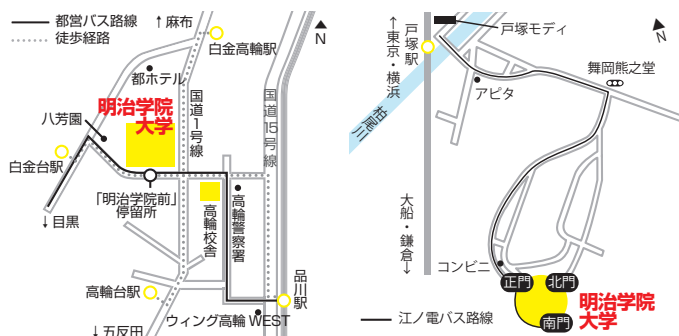 都営バス路線
徒歩経路
↑麻布
N
白金高輪駅
都ホテル
国道1号線
国道15号線
明治学院
大学
八芳園
白金台駅
「明治学院前」
停留所
↓目黒
高輪校舎
高輪警察署
品川駅
高輪台駅
ウィング高輪 WEST
↓五反田
↑東京・横浜
戸塚駅
戸塚モディ
N
舞岡熊之堂
アピタ
柏尾川
大船・鎌倉↓
コンビニ
正門
北門
南門
明治学院
大学
江ノ電バス路線